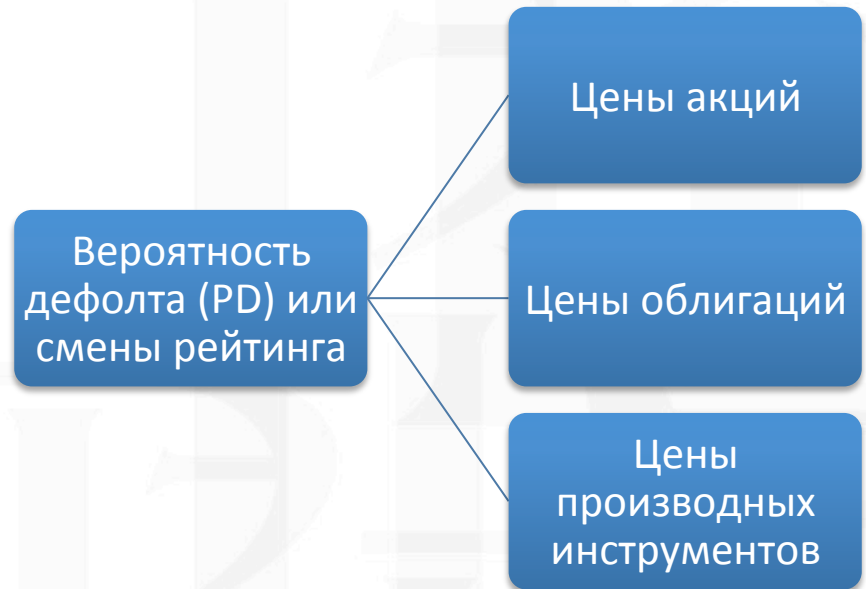 Цены акций
Вероятность
дефолта (PD) или
смены рейтинга
Цены облигаций
Цены
производных
инструментов